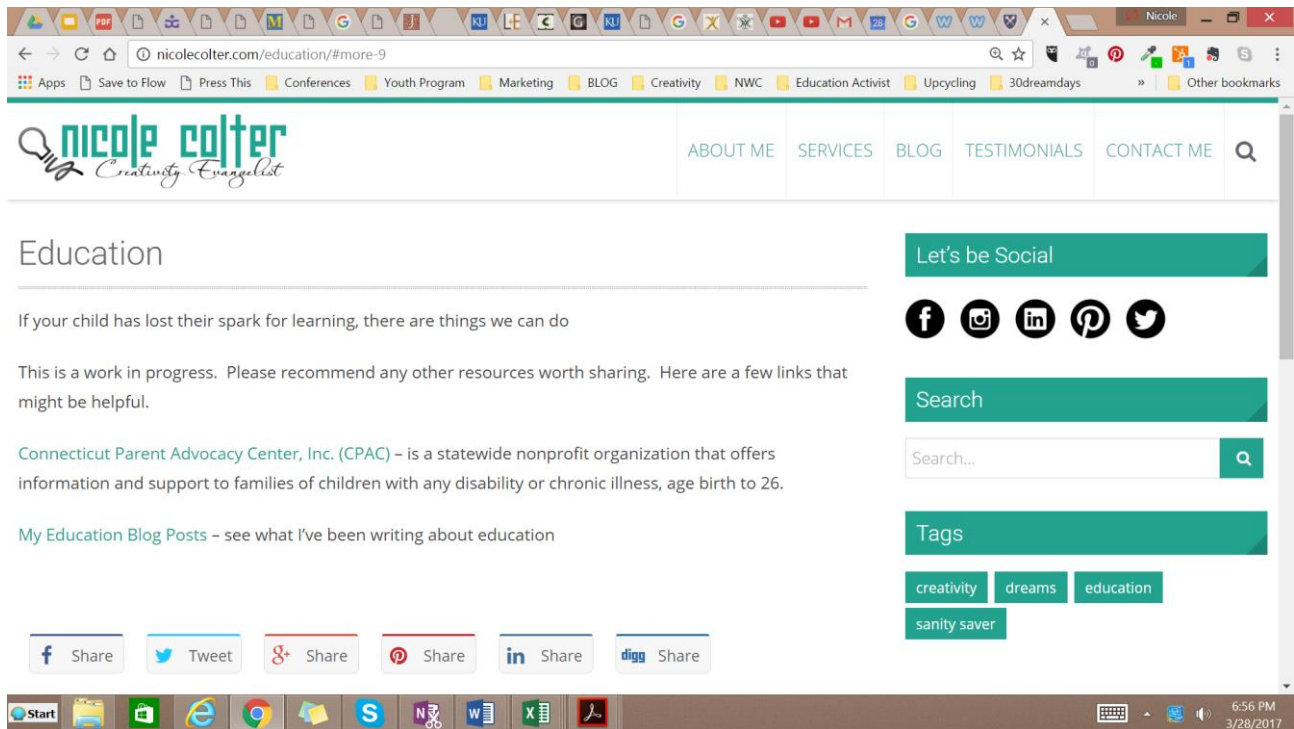 PDF
M
G
KU
L+E
G
KU
G
X
M
28
G
W
W
Nicole
nicolecolter.com/education/#more-9
0
1
S
Apps Save to Flow Press This Conferences Youth Program Marketing BLOG Creativity NWC Education Activist Upcycling 30dreamdays » Other bookmarks
nicole colter
Creativity Evangelist
ABOUT ME SERVICES BLOG TESTIMONIALS CONTACT ME
Education
If your child has lost their spark for learning, there are things we can do
This is a work in progress. Please recommend any other resources worth sharing. Here are a few links that
might be helpful.
Connecticut Parent Advocacy Center, Inc. (CPAC) – is a statewide nonprofit organization that offers
information and support to families of children with any disability or chronic illness, age birth to 26.
My Education Blog Posts – see what I've been writing about education
Share Tweet Share Share Share digg Share
Let's be Social
Search
Search...
Tags
creativity dreams education
sanity saver
Start
6:56 PM
3/28/2017